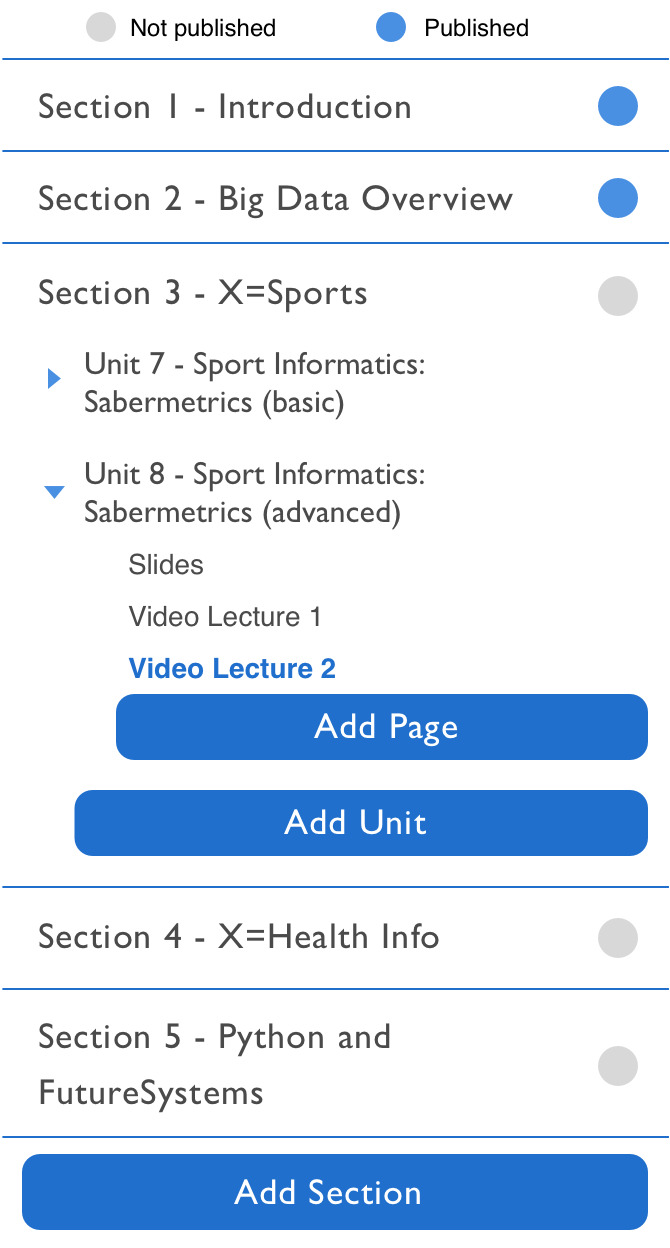 Not published Published
Section 1 - Introduction
Section 2 - Big Data Overview
Section 3 - X=Sports
Unit 7 - Sport Informatics:
Sabermetrics (basic)
Unit 8 - Sport Informatics:
Sabermetrics (advanced)
Slides
Video Lecture 1
Video Lecture 2
Add Page
Add Unit
Section 4 - X=Health Info
Section 5 - Python and
FutureSystems
Add Section